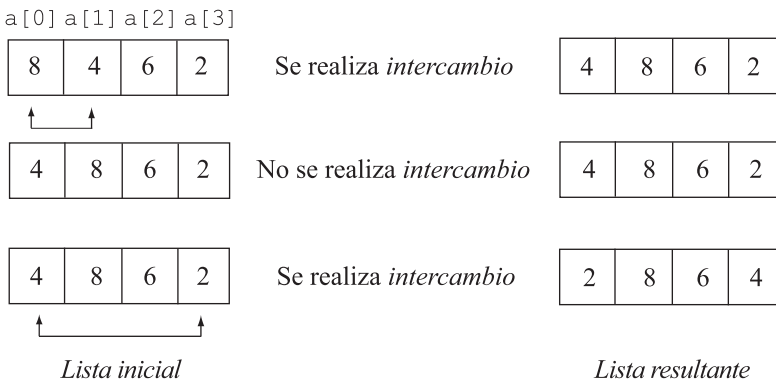 a[0] a[1] a[2] a[3]
8 4 6 2 Se realiza intercambio 4 8 6 2
4 8 6 2 No se realiza intercambio 4 8 6 2
4 8 6 2 Se realiza intercambio 2 8 6 4
Lista inicial Lista resultante